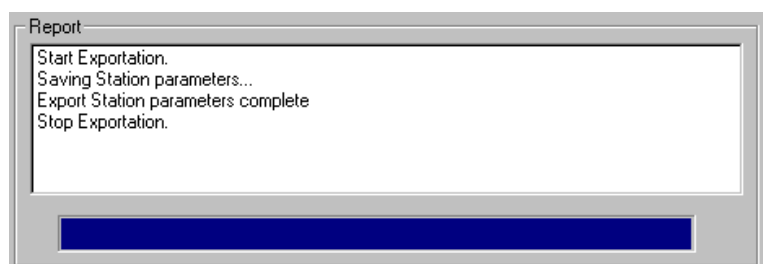 Report
Start Exportation.
Saving Station parameters...
Export Station parameters complete
Stop Exportation.